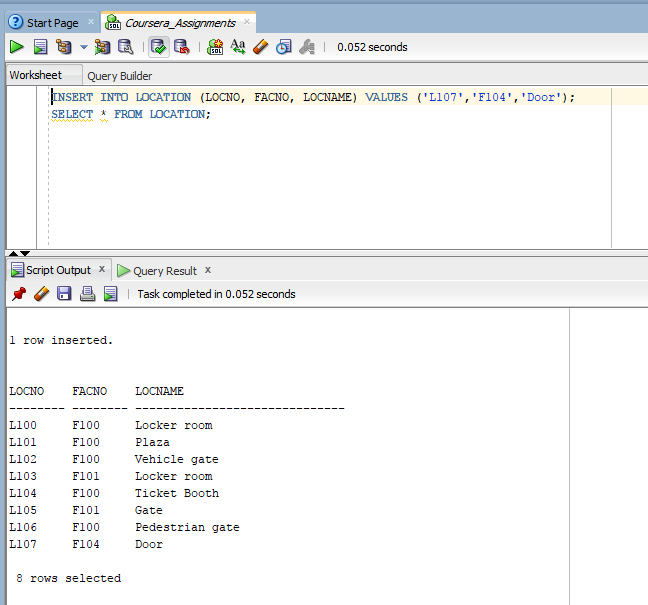 Start Page × Coursera_Assignments ×
0.052 seconds
Worksheet Query Builder
INSERT INTO LOCATION (LOCNO, FACNO, LOCNAME) VALUES ('L107','F104','Door');
SELECT * FROM LOCATION;
Script Output × Query Result ×
Task completed in 0.052 seconds
1 row inserted.
LOCNO FACNO LOCNAME
-------- -------- ------------------------------
L100 F100 Locker room
L101 F100 Plaza
L102 F100 Vehicle gate
L103 F101 Locker room
L104 F100 Ticket Booth
L105 F101 Gate
L106 F100 Pedestrian gate
L107 F104 Door
8 rows selected